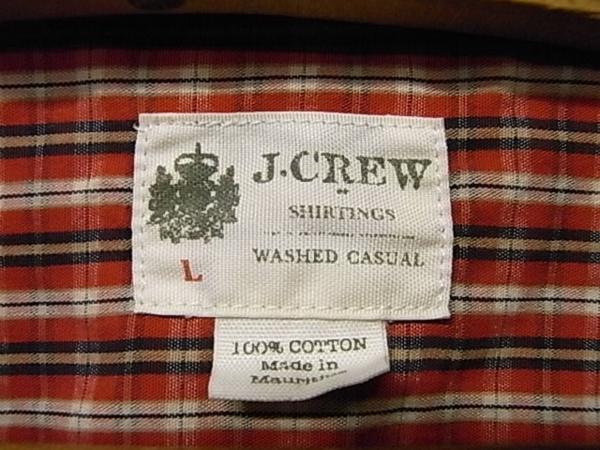 J.CREW
SHIRTINGS
WASHED CASUAL
L
100% COTTON
Made in